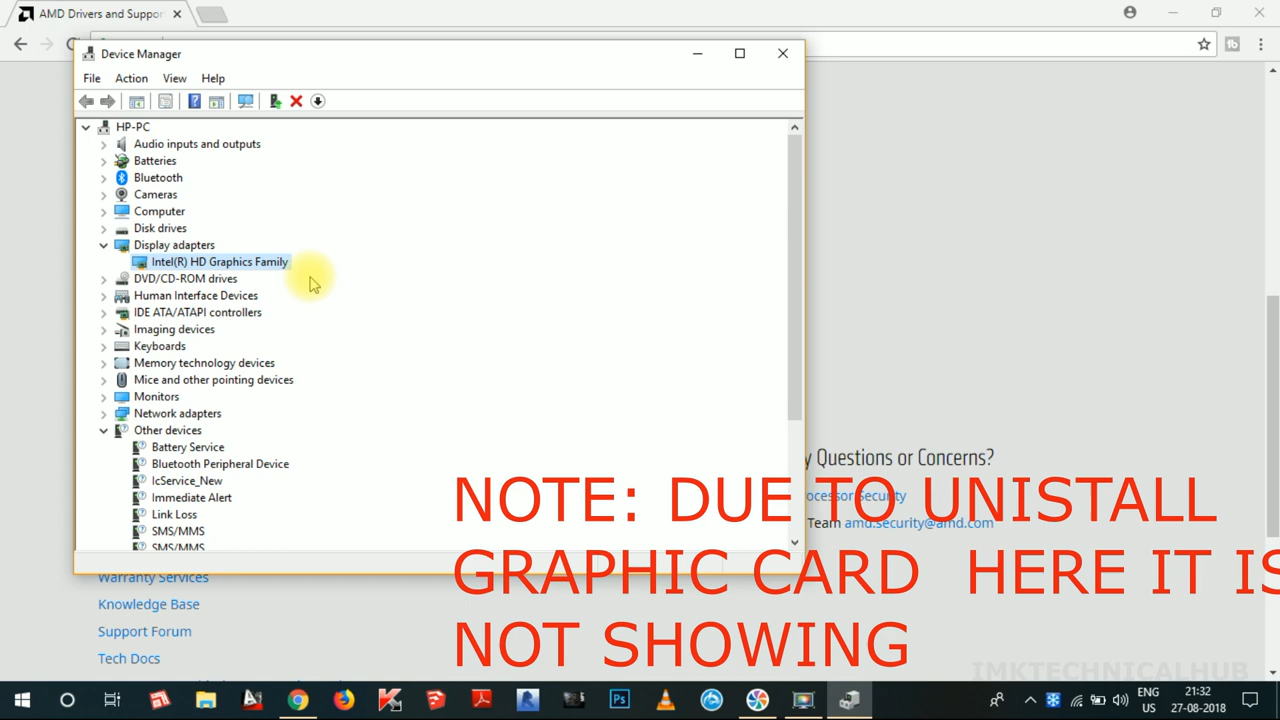 AMD Drivers and Suppor
Device Manager
File Action View Help
HP-PC
Audio inputs and outputs
Batteries
Bluetooth
Cameras
Computer
Disk drives
Display adapters
Intel(R) HD Graphics Family
DVD/CD-ROM drives
Human Interface Devices
IDE ATA/ATAPI controllers
Imaging devices
Keyboards
Memory technology devices
Mice and other pointing devices
Monitors
Network adapters
Other devices
Battery Service
Bluetooth Peripheral Device
IcService_New
Immediate Alert
Link Loss
SMS/MMS
SMS/MMS
y Questions or Concerns?
ocessor Security
Team amd.security@amd.com
NOTE: DUE TO UNISTALL
GRAPHIC CARD HERE IT IS
NOT SHOWING
Warranty Services
Knowledge Base
Support Forum
Tech Docs
IMKTECHNICALHUB
ENG
US
21:32
27-08-2018